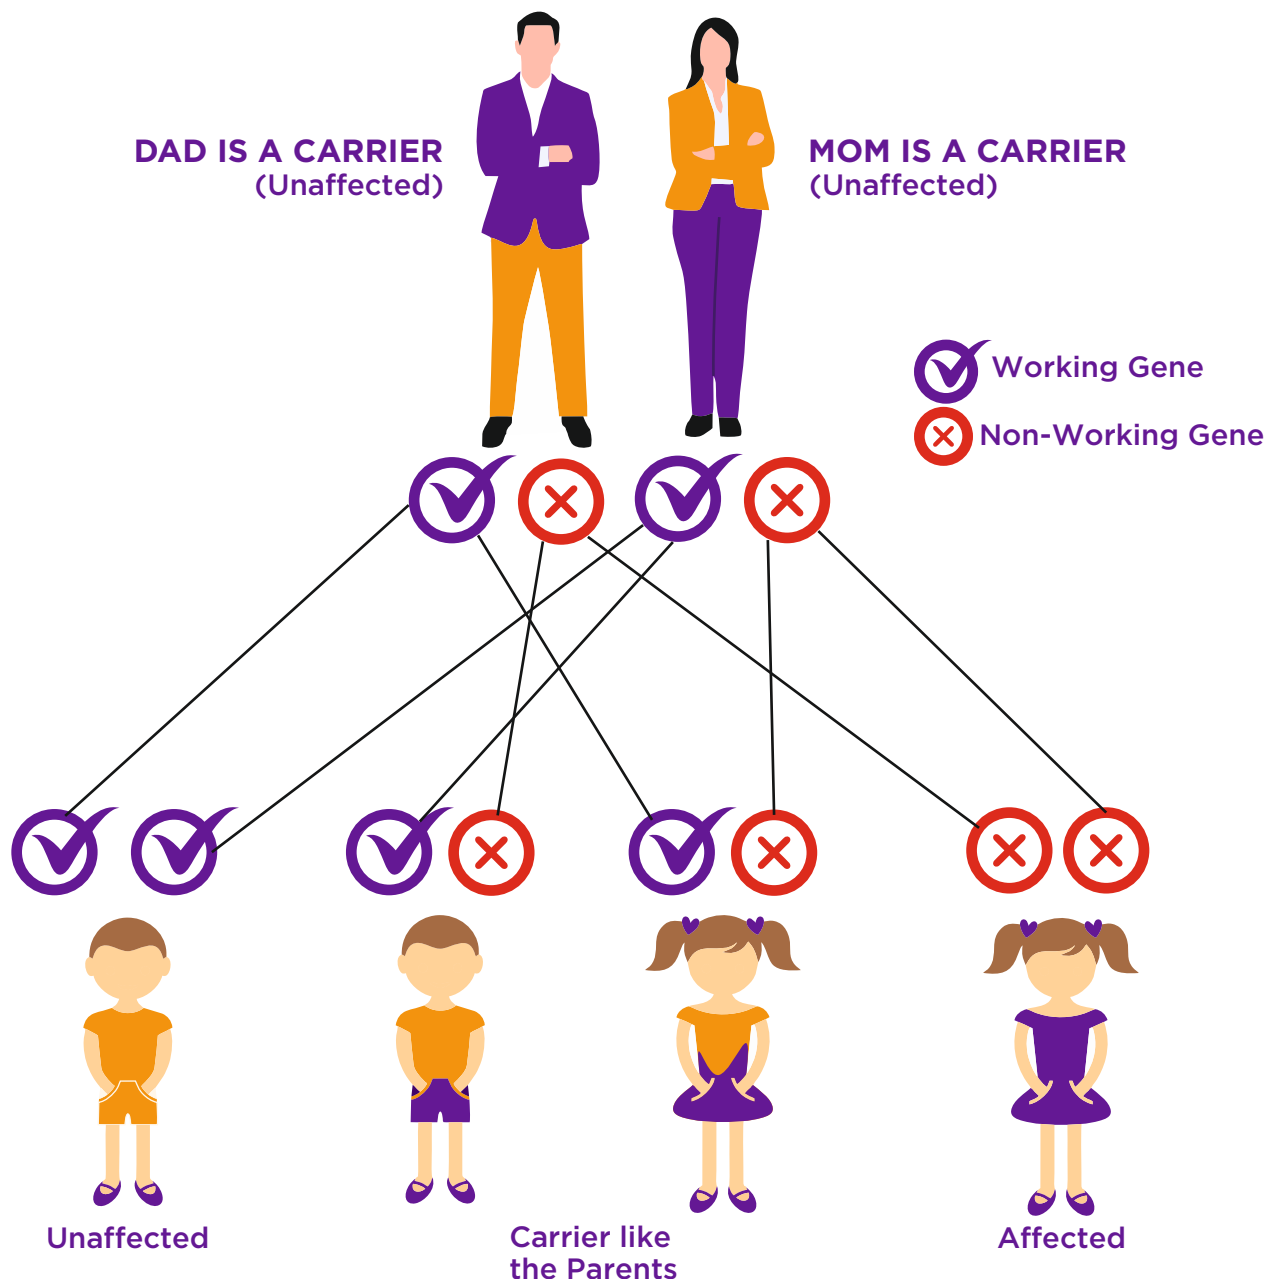 DAD IS A CARRIER
(Unaffected)
MOM IS A CARRIER
(Unaffected)
Working Gene
Non-Working Gene
Unaffected
Carrier like
the Parents
Affected